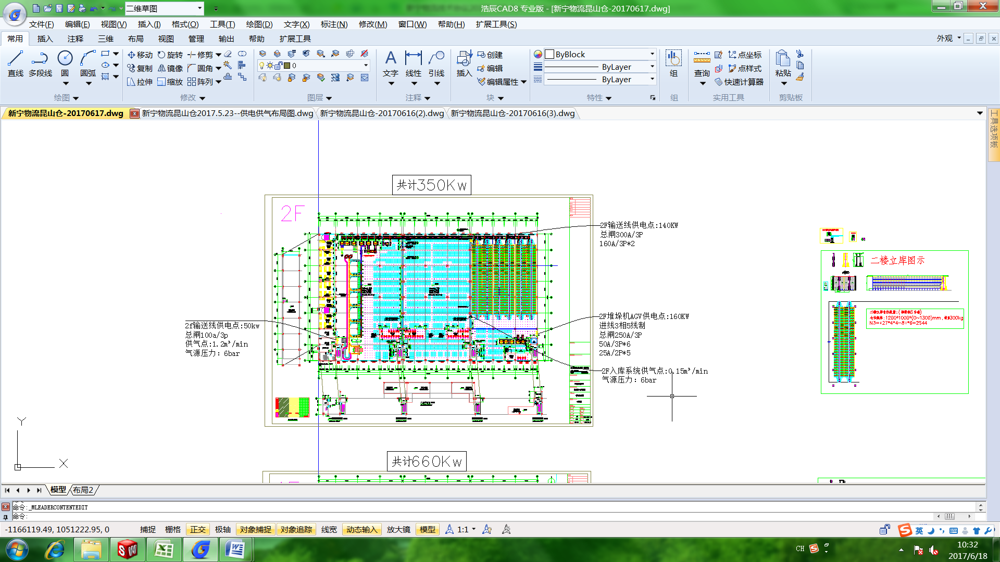 二维草图
浩辰CAD8 专业版 - [新宁物流昆山仓-20170617.dwg]
文件(F) 编辑(E) 视图(V) 插入(I) 格式(O) 工具(T) 绘图(D) 文字(X) 标注(N) 修改(M) 窗口(W) 帮助(H) 扩展工具(S)
常用 插入 注释 三维 布局 视图 管理 输出 帮助 扩展工具 外观
直线 多段线 圆 圆弧
移动 旋转 修剪
复制 镜像 圆角
拉伸 缩放 阵列
0
文字 线性 引线
插入 创建
编辑
编辑属性
ByBlock
ByLayer
ByLayer
组
查询 点坐标
点样式
快速计算器
粘贴
绘图 修改 图层 注释 块 特性 组 实用工具 剪贴板
新宁物流昆山仓-20170617.dwg 新宁物流昆山仓2017.5.23--供电供气布局图.dwg 新宁物流昆山仓-20170616(2).dwg 新宁物流昆山仓-20170616(3).dwg
工具选项板
共计350Kw
2F
2F输送线供电点:140KW
总闸300A/3P
160A/3P*2
2f输送线供电点:50kw
总闸100a/3p
供气点:1.2m³/min
气源压力: 6bar
2F堆垛机AGV供电点:160KW
进线3相5线制
总闸250A/3P
50A/3P*6
25A/2P*5
2F入库系统供气点:0.15m³/min
气源压力: 6bar
二楼立库图示
共计660Kw
Y
X
模型 布局2
命令:_MLEADERCONTENTEDIT
命令:
-1166119.49, 1051222.95, 0 捕捉 栅格 正交 极轴 对象捕捉 对象追踪 线宽 动态输入 放大镜 模型 1:1
英
CH
10:32
2017/6/18